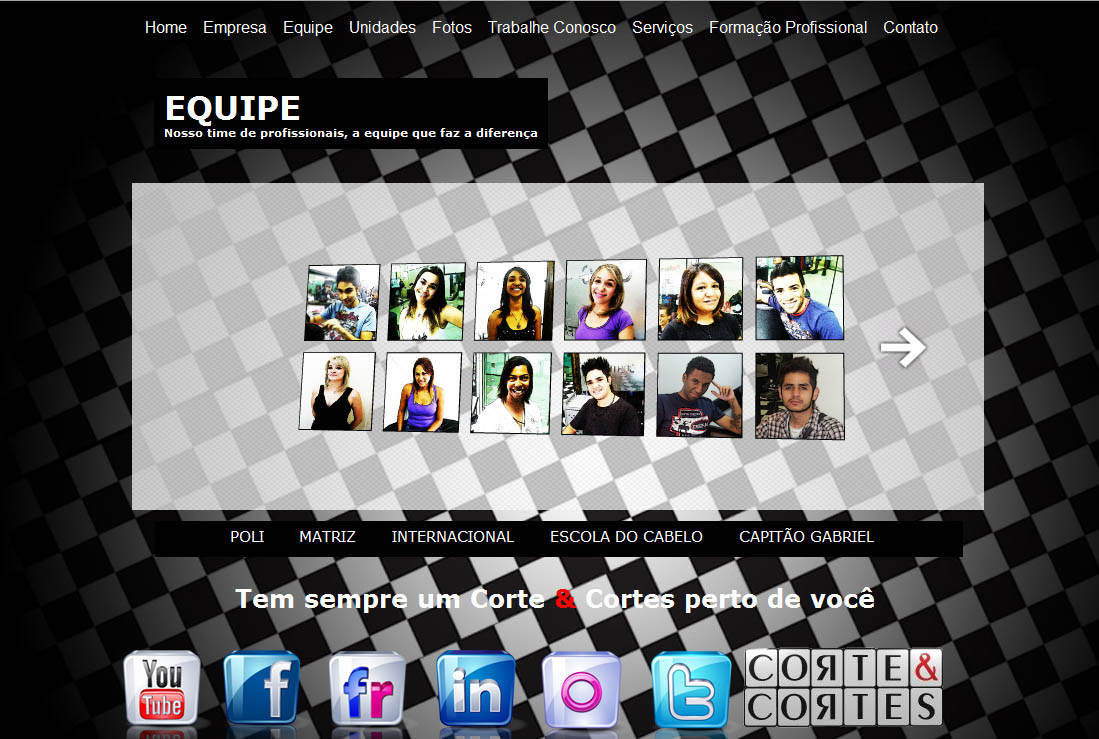 Home Empresa Equipe Unidades Fotos Trabalhe Conosco Serviços Formação Profissional Contato
EQUIPE
Nosso time de profissionais, a equipe que faz a diferença
POLI MATRIZ INTERNACIONAL ESCOLA DO CABELO CAPITÃO GABRIEL
Tem sempre um Corte & Cortes perto de você
You Tube f fr in t
COЯTE&
COЯTES